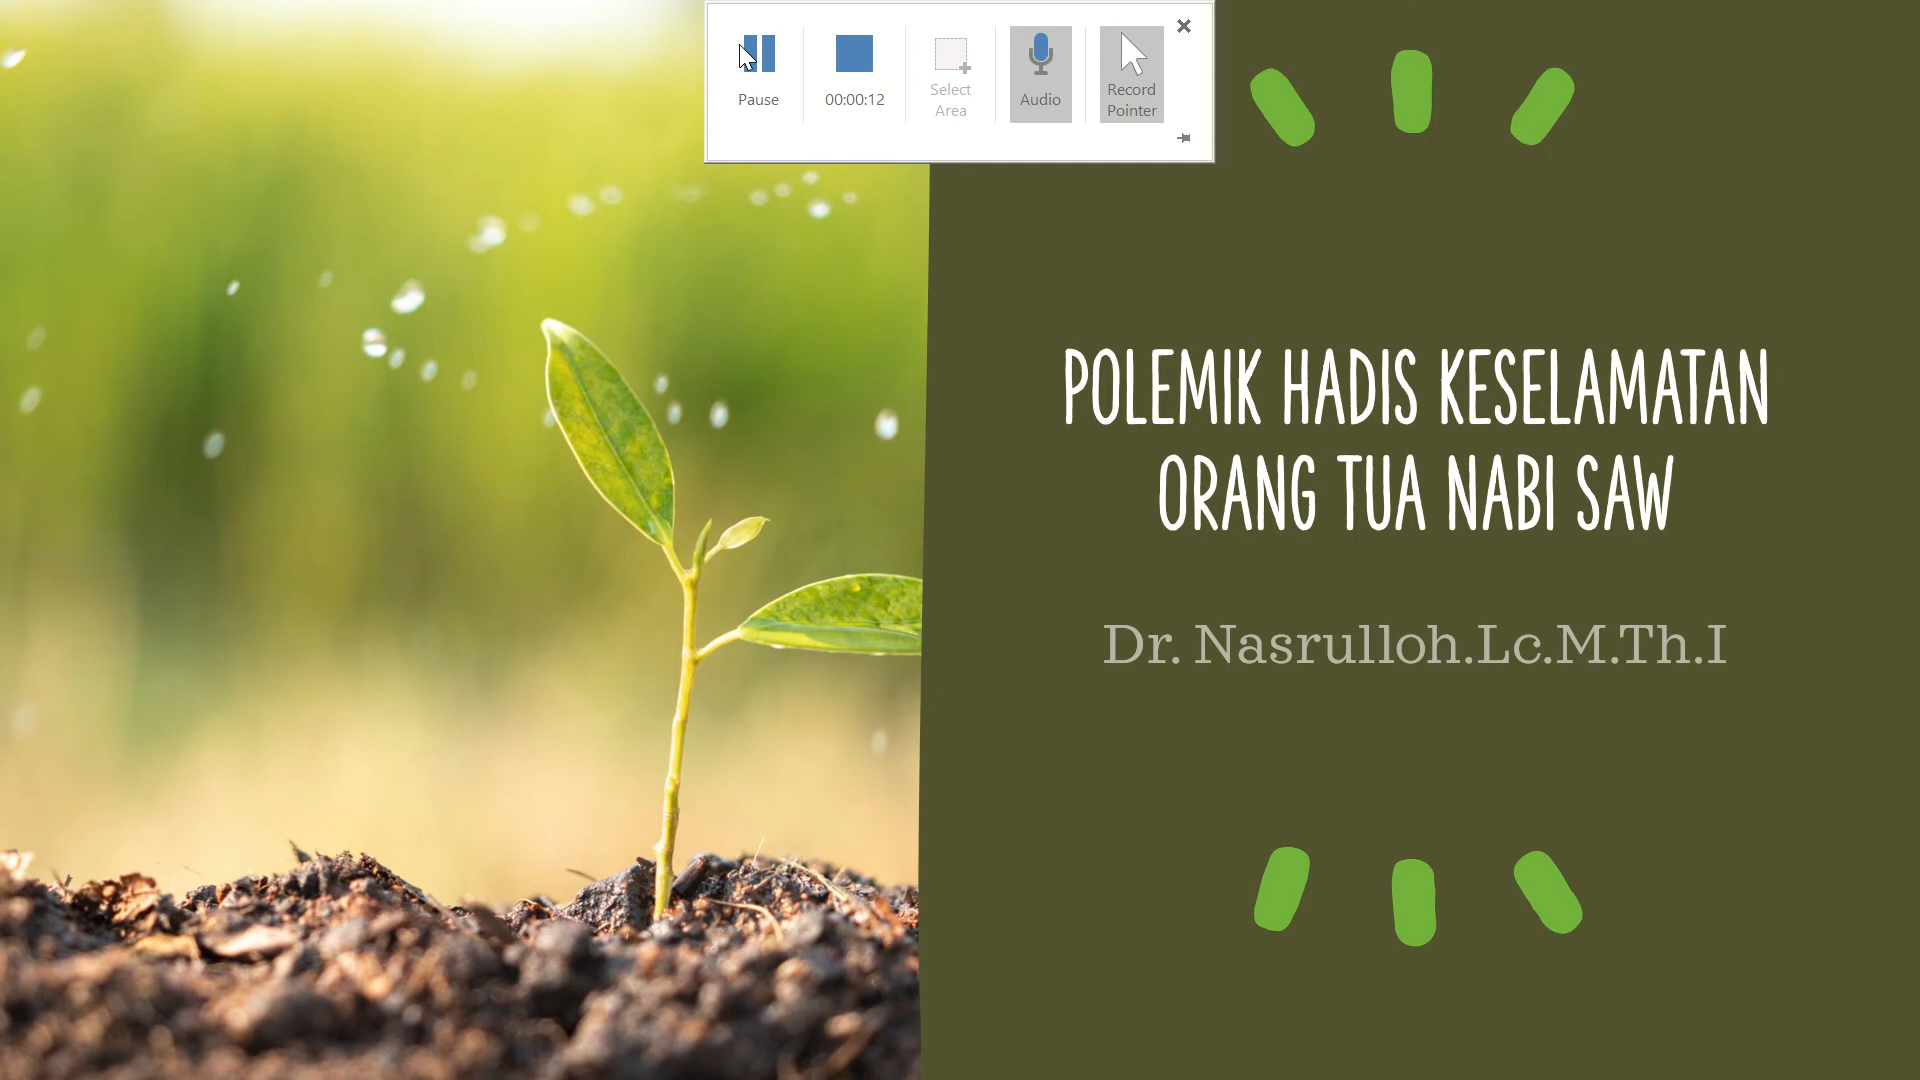 Pause
00:00:12
Select
Area
Audio
Record
Pointer
POLEMIK HADIS KESELAMATAN
ORANG TUA NABI SAW
Dr. Nasrulloh.Lc.M.Th.I